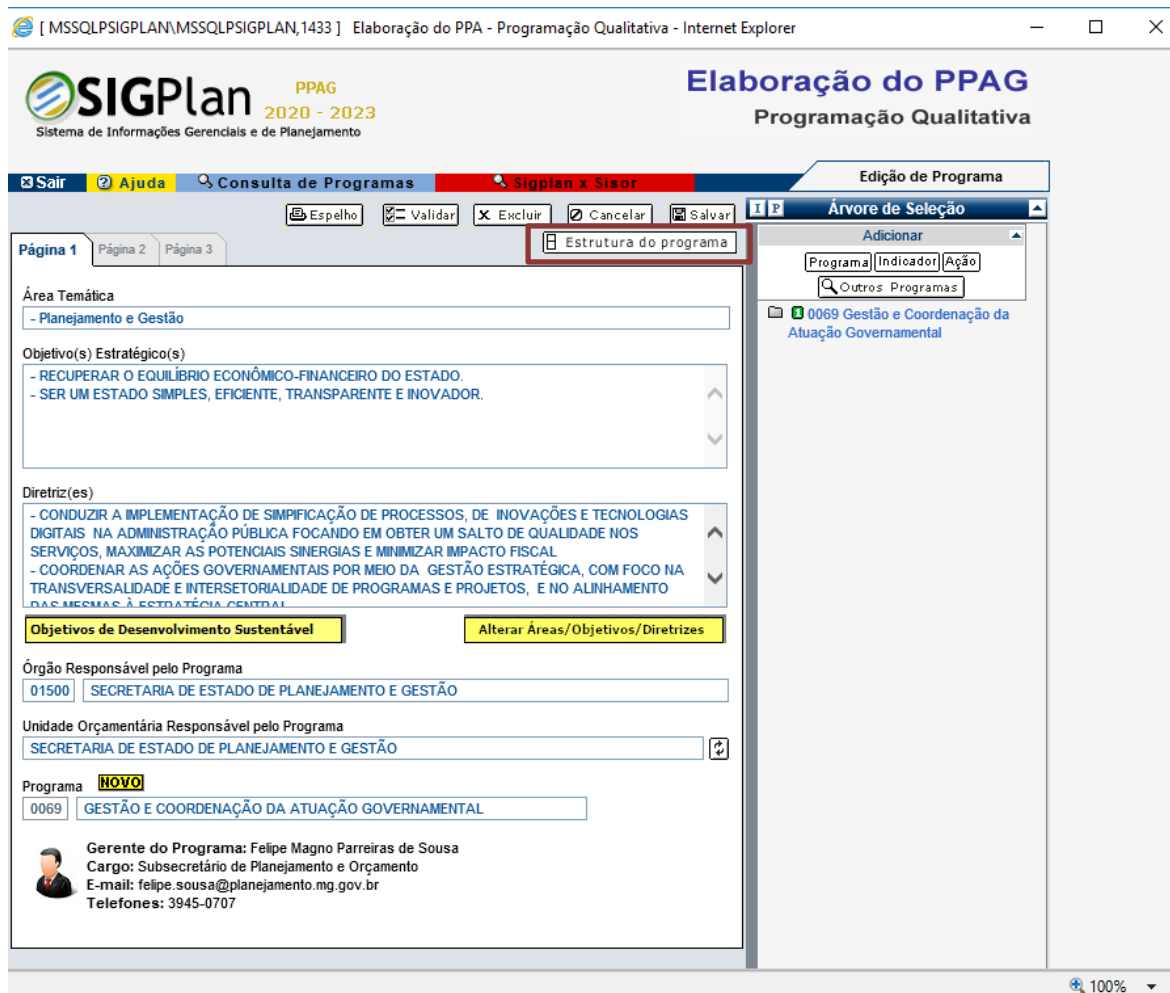 [ MSSQLPSIGPLAN\MSSQLPSIGPLAN,1433 ] Elaboração do PPA - Programação Qualitativa - Internet Explorer
SIGPlan
PPAG
2020 - 2023
Sistema de Informações Gerenciais e de Planejamento
Elaboração do PPAG
Programação Qualitativa
Sair
Ajuda
Consulta de Programas
Sigplan x Sisor
Edição de Programa
Espelho
Validar
Excluir
Cancelar
Salvar
Estrutura do programa
Página 1
Página 2
Página 3
I P
Árvore de Seleção
Adicionar
Programa Indicador Ação
Outros Programas
1 0069 Gestão e Coordenação da
Atuação Governamental
Área Temática
- Planejamento e Gestão
Objetivo(s) Estratégico(s)
- RECUPERAR O EQUILÍBRIO ECONÔMICO-FINANCEIRO DO ESTADO.
- SER UM ESTADO SIMPLES, EFICIENTE, TRANSPARENTE E INOVADOR.
Diretriz(es)
- CONDUZIR A IMPLEMENTAÇÃO DE SIMPIFICAÇÃO DE PROCESSOS, DE INOVAÇÕES E TECNOLOGIAS
DIGITAIS NA ADMINISTRAÇÃO PÚBLICA FOCANDO EM OBTER UM SALTO DE QUALIDADE NOS
SERVIÇOS, MAXIMIZAR AS POTENCIAIS SINERGIAS E MINIMIZAR IMPACTO FISCAL
- COORDENAR AS AÇÕES GOVERNAMENTAIS POR MEIO DA GESTÃO ESTRATÉGICA, COM FOCO NA
TRANSVERSALIDADE E INTERSETORIALIDADE DE PROGRAMAS E PROJETOS, E NO ALINHAMENTO
DAS MESMAS À ESTRATÉGIA CENTRAL
Objetivos de Desenvolvimento Sustentável
Alterar Áreas/Objetivos/Diretrizes
Órgão Responsável pelo Programa
01500 SECRETARIA DE ESTADO DE PLANEJAMENTO E GESTÃO
Unidade Orçamentária Responsável pelo Programa
SECRETARIA DE ESTADO DE PLANEJAMENTO E GESTÃO
Programa NOVO
0069 GESTÃO E COORDENAÇÃO DA ATUAÇÃO GOVERNAMENTAL
Gerente do Programa: Felipe Magno Parreiras de Sousa
Cargo: Subsecretário de Planejamento e Orçamento
E-mail: felipe.sousa@planejamento.mg.gov.br
Telefones: 3945-0707
100%